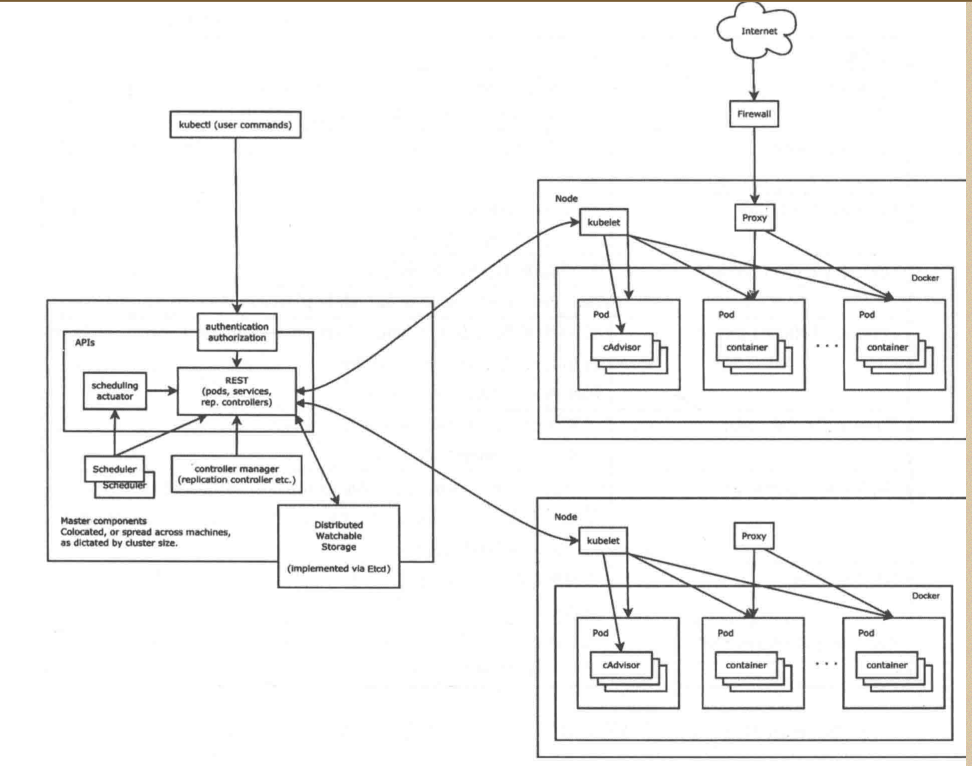 Internet
Firewall
kubectl (user commands)
Node
kubelet
Proxy
Docker
Pod
cAdvisor
Pod
container
. . .
Pod
container
authentication
authorization
APIs
REST
(pods, services,
rep. controllers)
scheduling
actuator
Scheduler
Scheduler
controller manager
(replication controller etc.)
Master components
Colocated, or spread across machines,
as dictated by cluster size.
Distributed
Watchable
Storage
(implemented via Etcd)
Node
kubelet
Proxy
Docker
Pod
cAdvisor
Pod
container
. . .
Pod
container